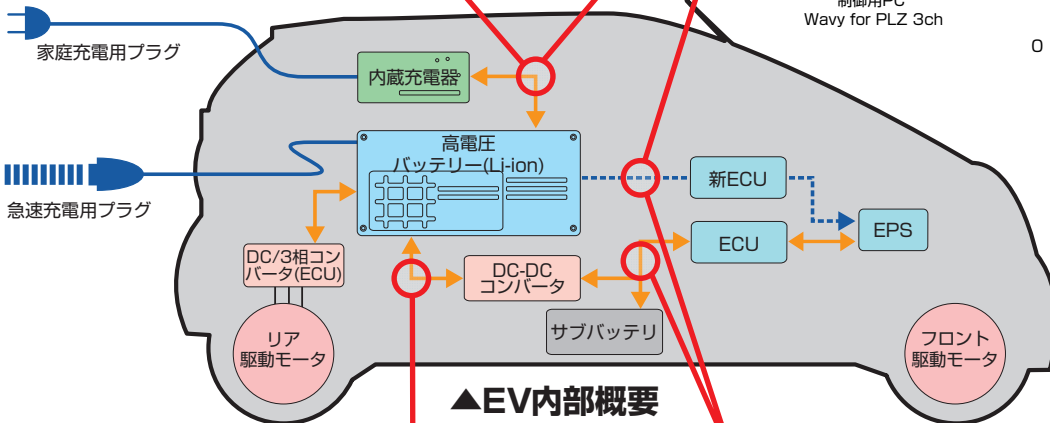 制御用PC
Wavy for PLZ 3ch
0
家庭充電用プラグ
内蔵充電器
高電圧
バッテリー(Li-ion)
急速充電用プラグ
新ECU
ECU
EPS
DC/3相コン
バータ(ECU)
DC-DC
コンバータ
サブバッテリ
リア
駆動モータ
フロント
駆動モータ
▲EV内部概要